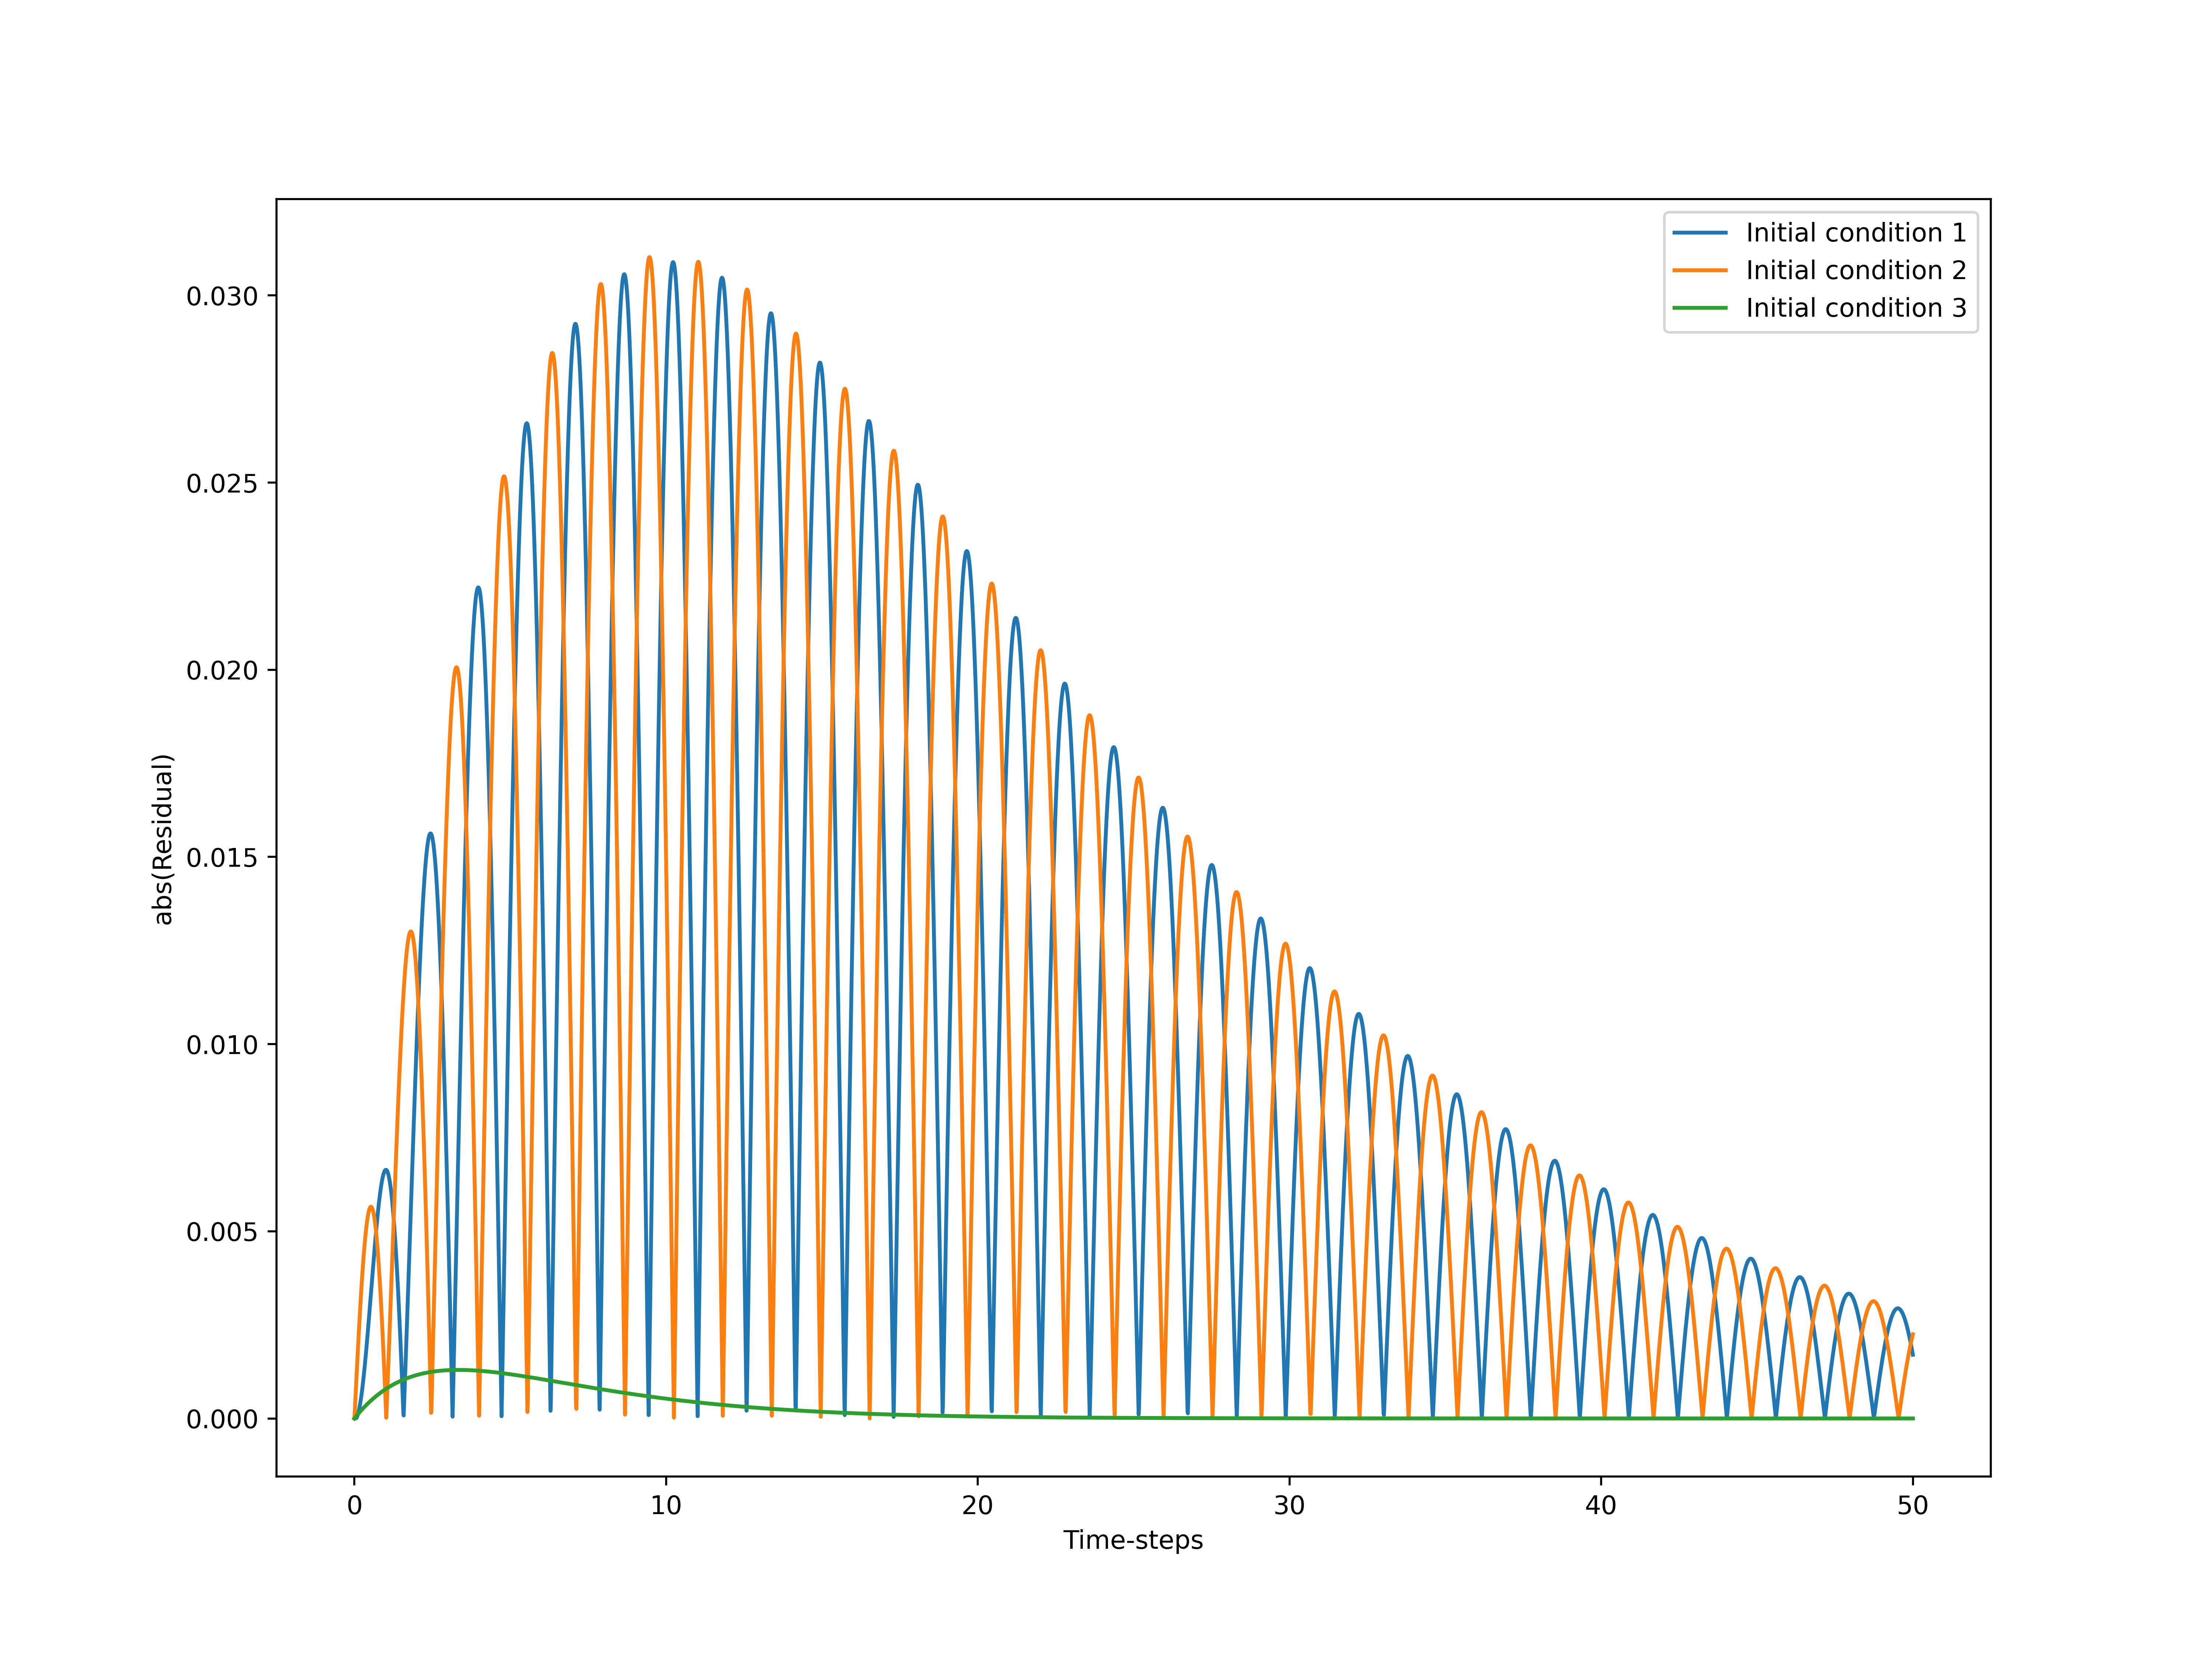 Initial condition 1
Initial condition 2
Initial condition 3
0.030
0.025
0.020
0.015
0.010
0.005
0.000
abs(Residual)
0 10 20 30 40 50
Time-steps